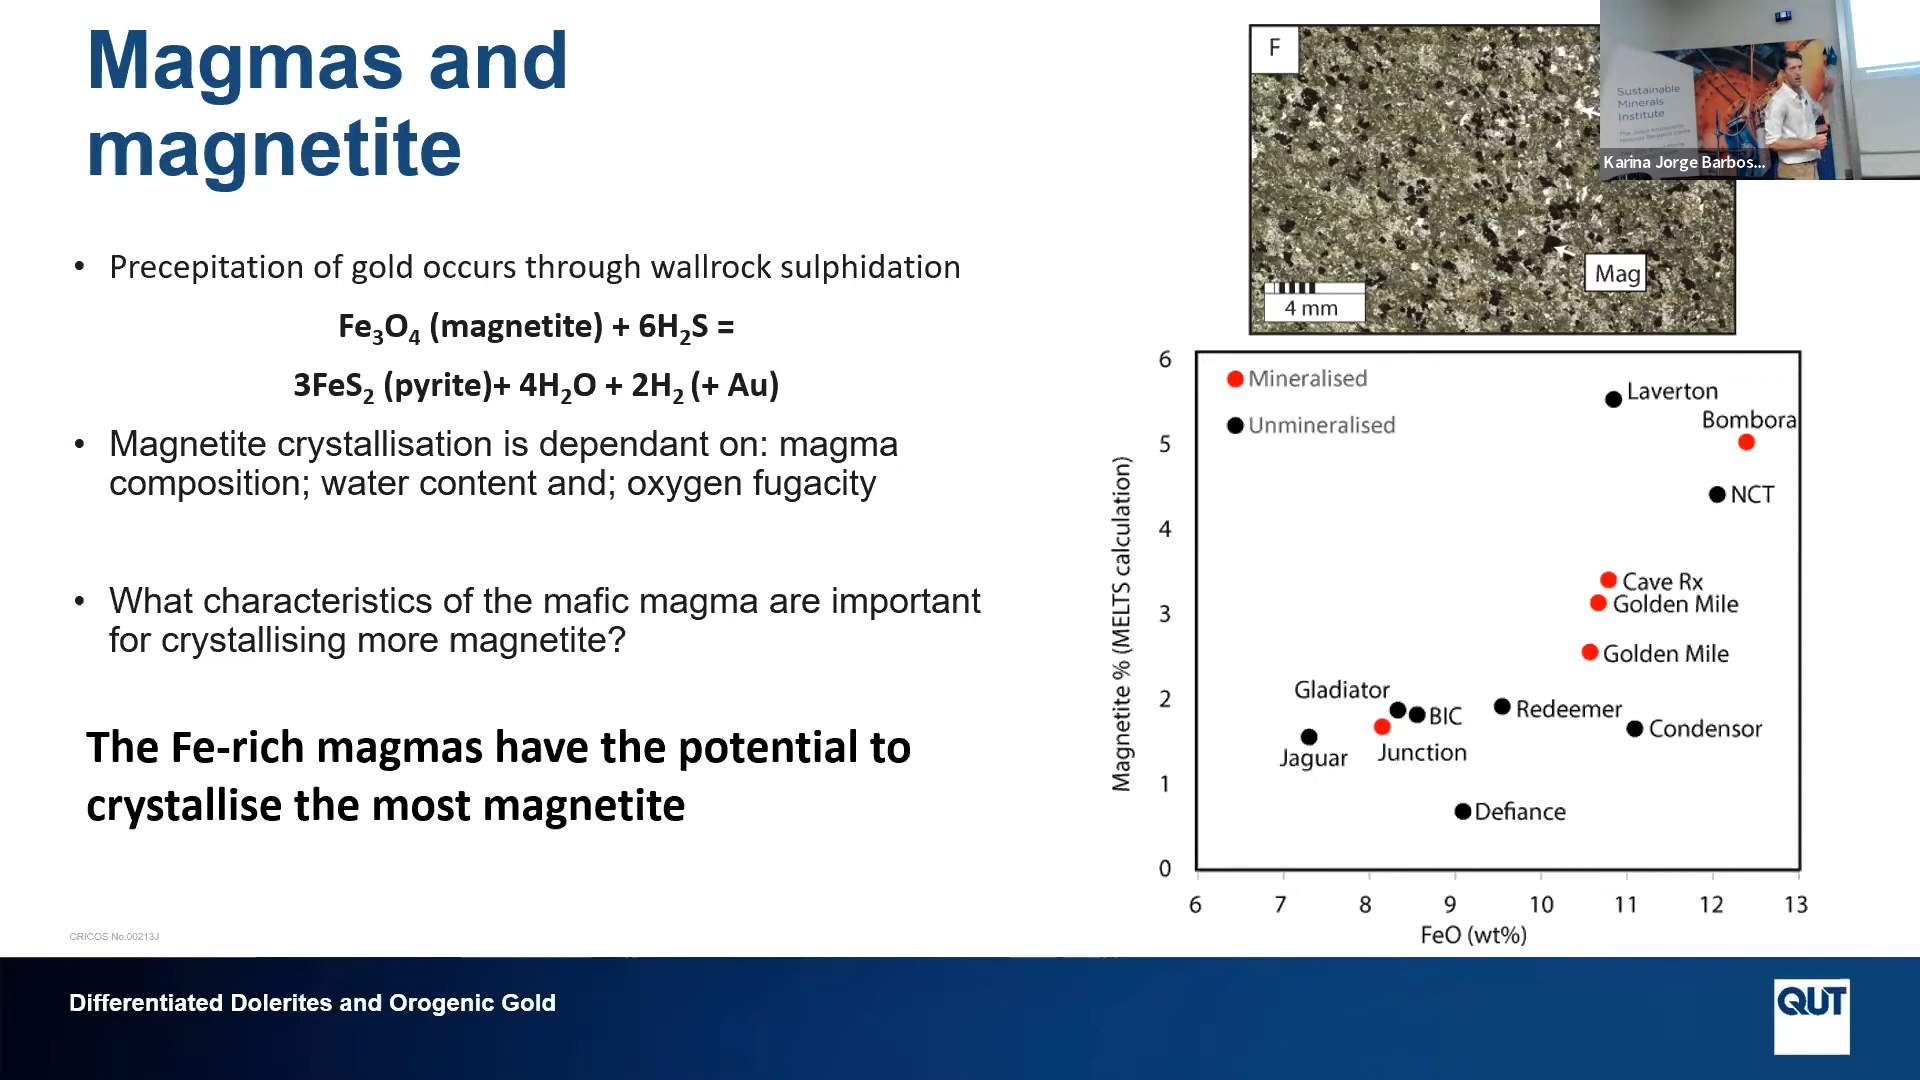 Magmas and
magnetite
• Precepitation of gold occurs through wallrock sulphidation
Fe₃O₄ (magnetite) + 6H₂S =
3FeS₂ (pyrite)+ 4H₂O + 2H₂ (+ Au)
• Magnetite crystallisation is dependant on: magma
composition; water content and; oxygen fugacity
• What characteristics of the mafic magma are important
for crystallising more magnetite?
The Fe-rich magmas have the potential to
crystallise the most magnetite
CRICOS No.00213J
F
Mag
4 mm
Sustainable
Minerals
Institute
Karina Jorge Barbos...
Magnetite % (MELTS calculation)
6
5
4
3
2
1
0
Mineralised
Unmineralised
Laverton
Bombora
NCT
Cave Rx
Golden Mile
Golden Mile
Gladiator
BIC
Redeemer
Condensor
Jaguar
Junction
Defiance
6 7 8 9 10 11 12 13
FeO (wt%)
Differentiated Dolerites and Orogenic Gold
QUT